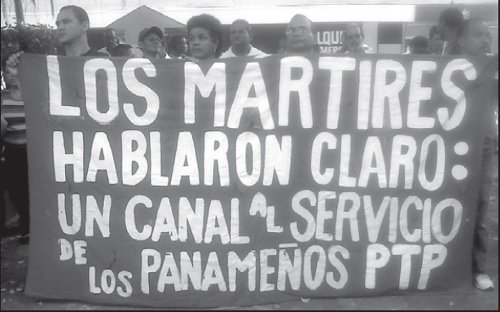 LOS MARTIRES
HABLARON CLARO:
UN CANAL AL SERVICIO
DE LOS PANAMEÑOS PTP